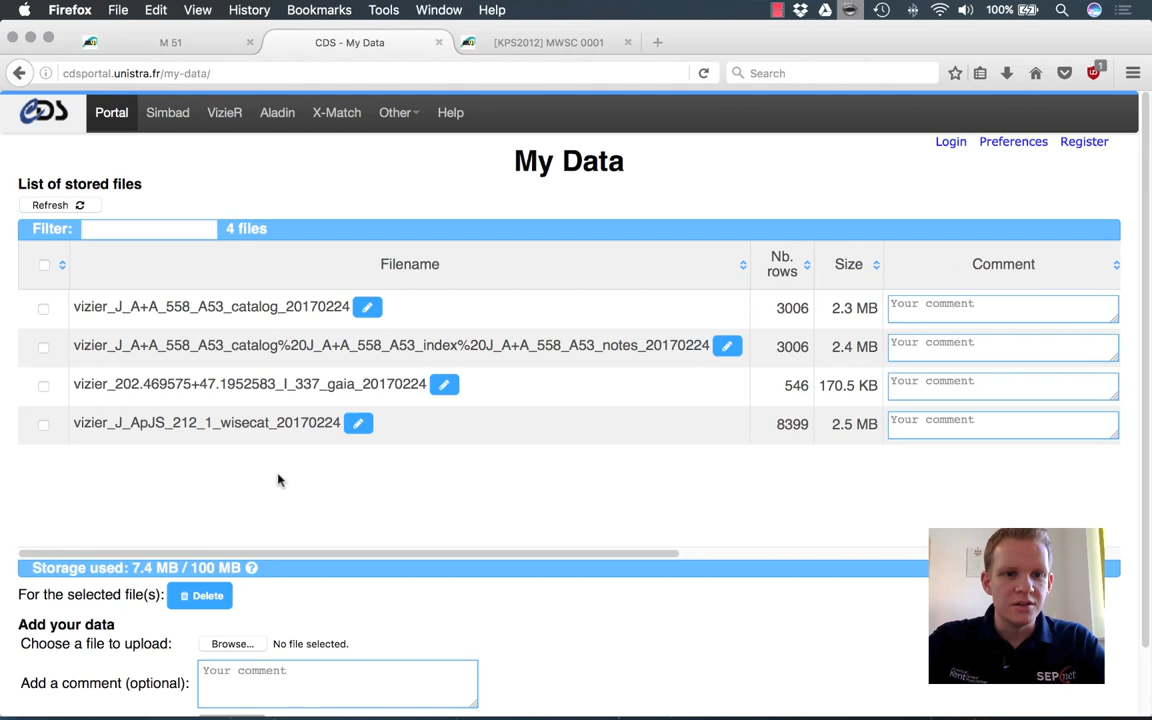 Firefox File Edit View History Bookmarks Tools Window Help 100%
M 51 CDS - My Data [KPS2012] MWSC 0001
cdsportal.unistra.fr/my-data/ Search 1
CDS Portal Simbad VizieR Aladin X-Match Other Help
Login Preferences Register
My Data
List of stored files
Refresh
Filter: 4 files
Filename Nb. rows Size Comment
vizier_J_A+A_558_A53_catalog_20170224 3006 2.3 MB Your comment
vizier_J_A+A_558_A53_catalog%20J_A+A_558_A53_index%20J_A+A_558_A53_notes_20170224 3006 2.4 MB Your comment
vizier_202.469575+47.1952583_I_337_gaia_20170224 546 170.5 KB Your comment
vizier_J_ApJS_212_1_wisecat_20170224 8399 2.5 MB Your comment
Storage used: 7.4 MB / 100 MB ?
For the selected file(s): Delete
Add your data
Choose a file to upload: Browse... No file selected.
Your comment
Add a comment (optional):
Kent SEPnet